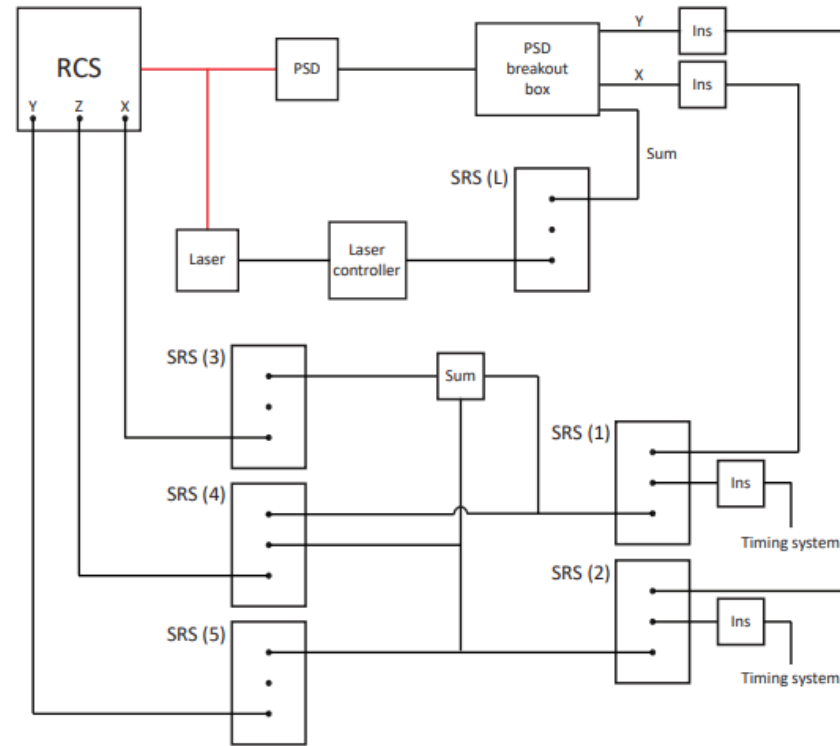 RCS
Y Z X
PSD
PSD
breakout
box
Y
Ins
X
Ins
Sum
SRS (L)
Laser
Laser
controller
SRS (3)
Sum
SRS (1)
Ins
Timing system
SRS (4)
SRS (2)
Ins
Timing system
SRS (5)